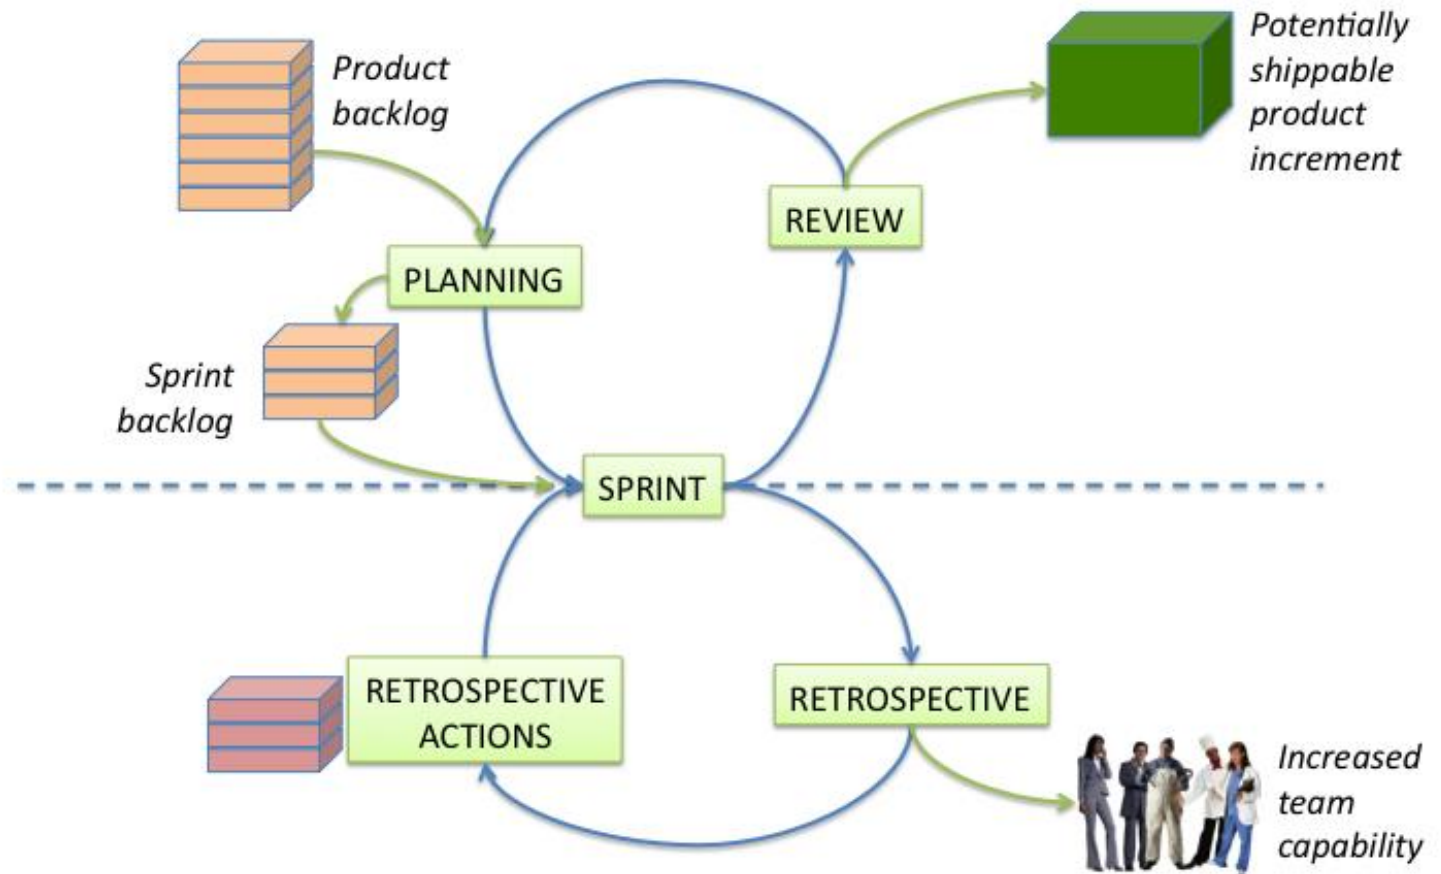 Product
backlog
Potentially
shippable
product
increment
REVIEW
PLANNING
Sprint
backlog
SPRINT
RETROSPECTIVE
ACTIONS
RETROSPECTIVE
Increased
team
capability